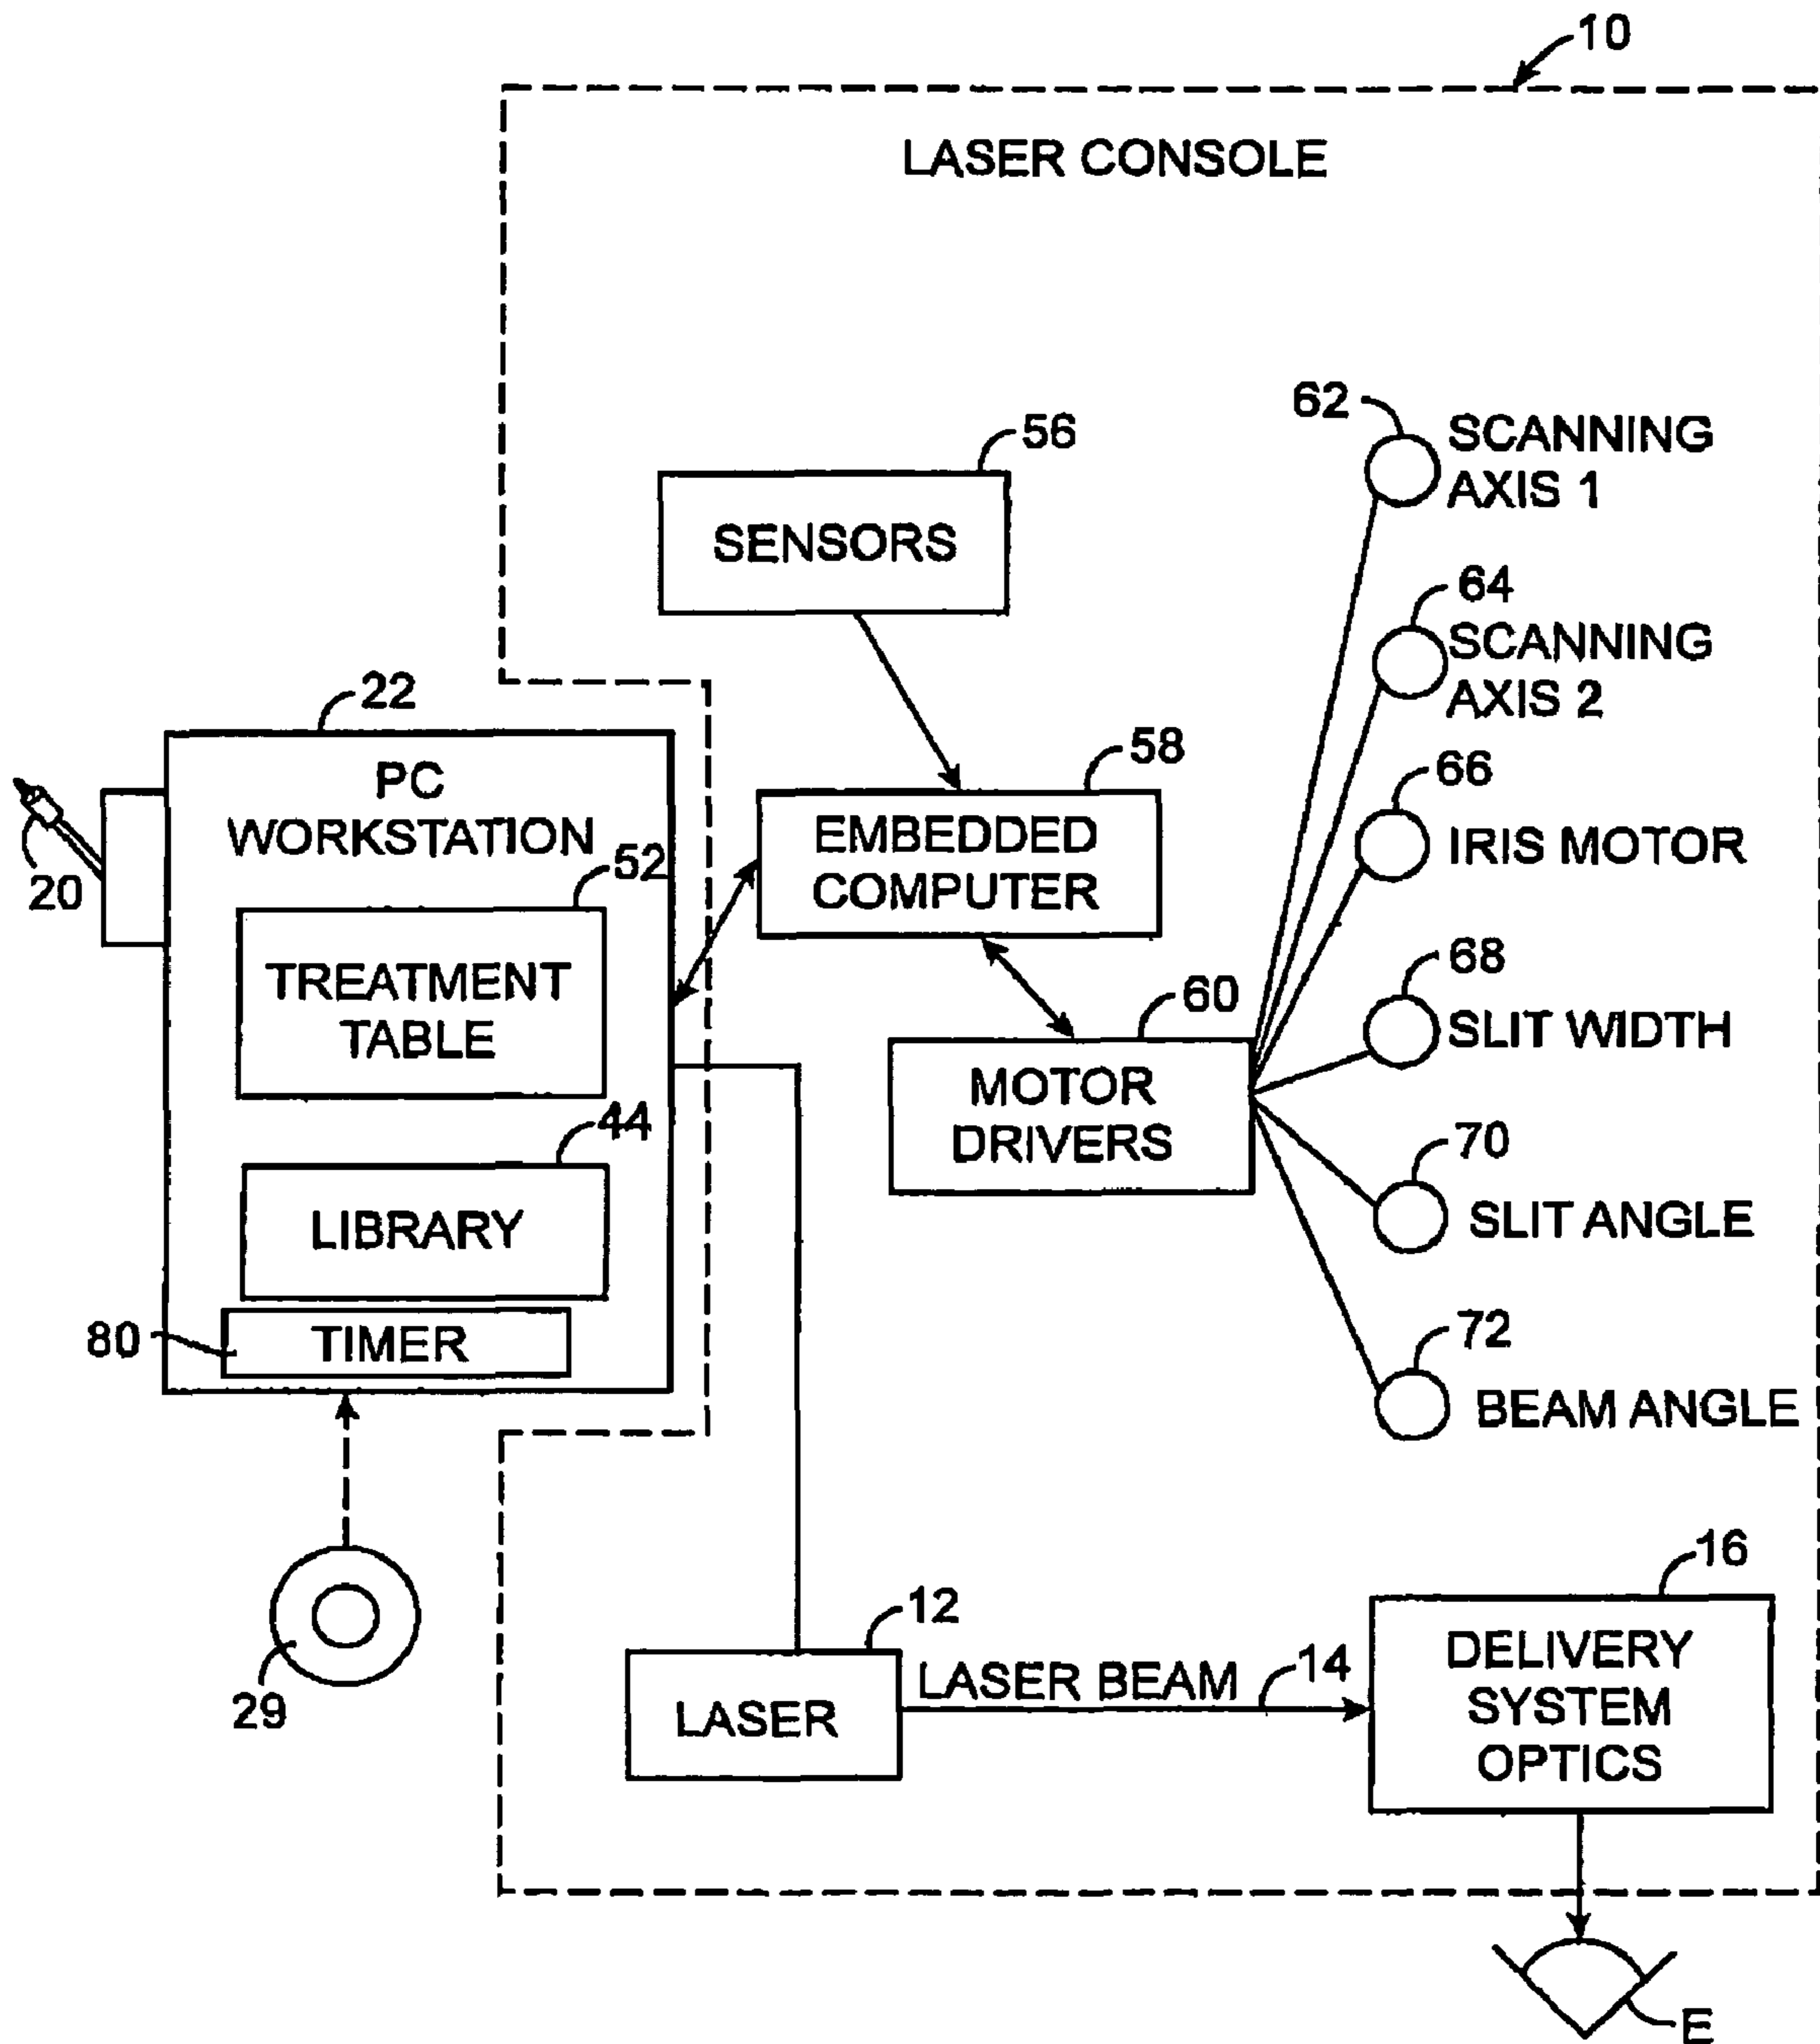 10
LASER CONSOLE
62
SCANNING
AXIS 1
56
SENSORS
64
SCANNING
AXIS 2
22
PC
WORKSTATION
20
52
TREATMENT
TABLE
44
LIBRARY
80
TIMER
29
58
EMBEDDED
COMPUTER
66
IRIS MOTOR
60
MOTOR
DRIVERS
68
SLIT WIDTH
70
SLIT ANGLE
72
BEAM ANGLE
12
LASER
LASER BEAM
14
16
DELIVERY
SYSTEM
OPTICS
E